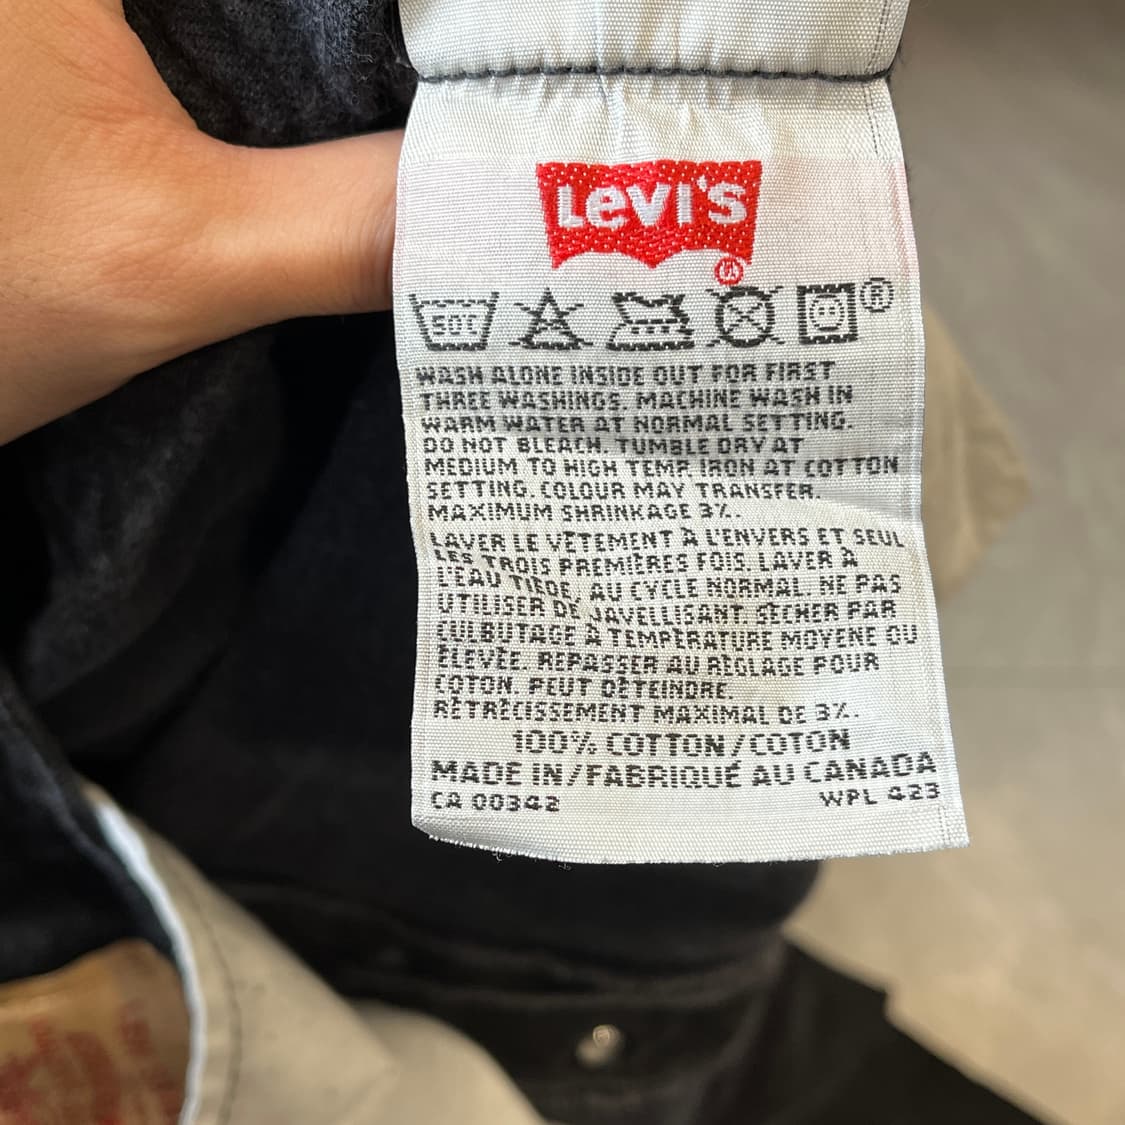 Levi's
®
50C
®
WASH ALONE INSIDE OUT FOR FIRST
THREE WASHINGS. MACHINE WASH IN
WARM WATER AT NORMAL SETTING.
DO NOT BLEACH. TUMBLE DRY AT
MEDIUM TO HIGH TEMP. IRON AT COTTON
SETTING. COLOUR MAY TRANSFER.
MAXIMUM SHRINKAGE 3%.
LAVER LE VÊTEMENT À L'ENVERS ET SEUL
LES TROIS PREMIÈRES FOIS. LAVER À
L'EAU TIÈDE, AU CYCLE NORMAL. NE PAS
UTILISER DE JAVELLISANT. SÉCHER PAR
CULBUTAGE À TEMPÉRATURE MOYENE OU
ÉLEVÉE. REPASSER AU RÉGLAGE POUR
COTON. PEUT DÉTEINDRE.
RÉTRÉCISSEMENT MAXIMAL DE 3%.
100% COTTON/COTON
MADE IN/FABRIQUÉ AU CANADA
CA 00342 WPL 423